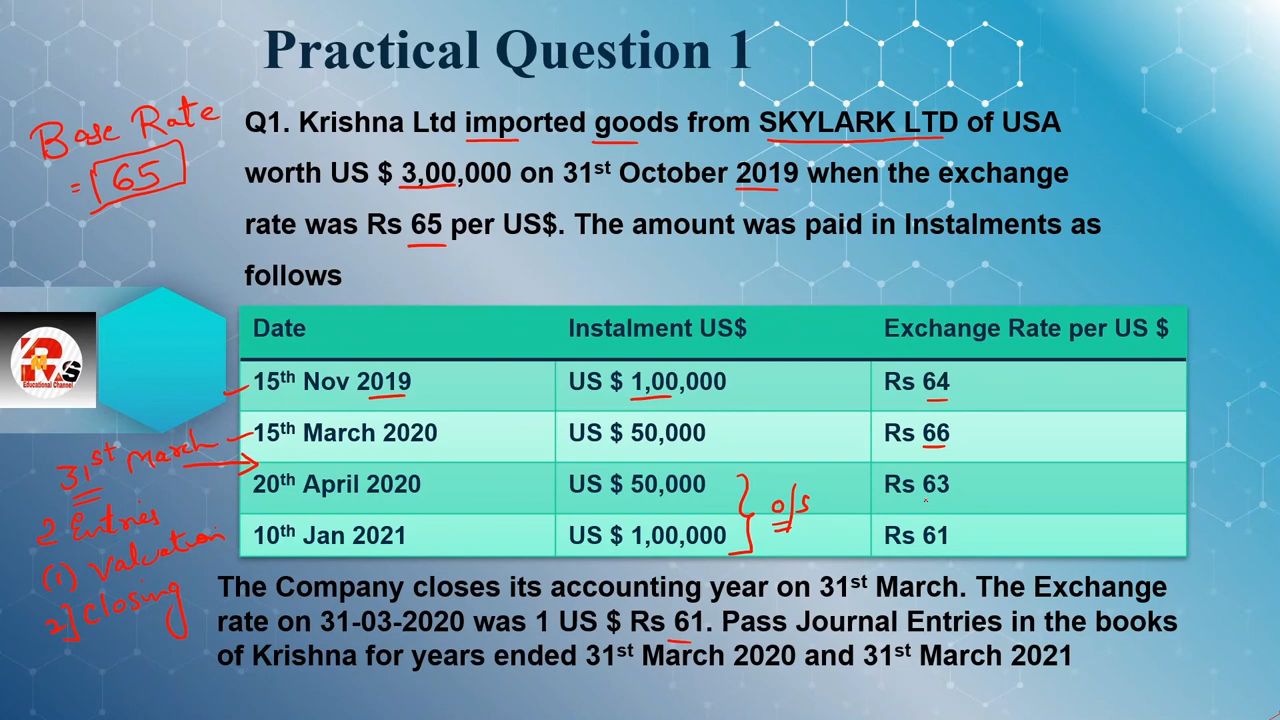 Practical Question 1
Base Rate
= 65
Q1. Krishna Ltd imported goods from SKYLARK LTD of USA
worth US $ 3,00,000 on 31st October 2019 when the exchange
rate was Rs 65 per US$. The amount was paid in Instalments as
follows
Date Instalment US$ Exchange Rate per US $
15th Nov 2019 US $ 1,00,000 Rs 64
15th March 2020 US $ 50,000 Rs 66
20th April 2020 US $ 50,000 Rs 63
10th Jan 2021 US $ 1,00,000 Rs 61
o/s
Educational Channel
31st March
2 Entries
(1) Valuation
2] Closing
The Company closes its accounting year on 31st March. The Exchange
rate on 31-03-2020 was 1 US $ Rs 61. Pass Journal Entries in the books
of Krishna for years ended 31st March 2020 and 31st March 2021